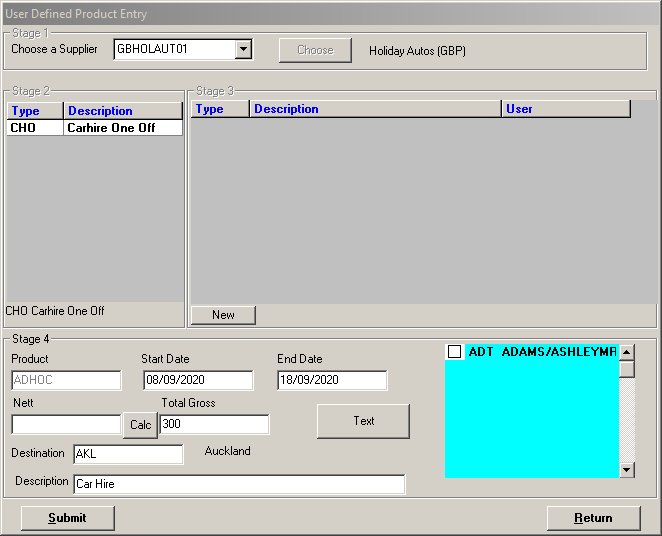 User Defined Product Entry
Stage 1
Choose a Supplier GBHOLAUT01 Choose Holiday Autos (GBP)
Stage 2
Type Description
CHO Carhire One Off
CHO Carhire One Off
Stage 3
Type Description User
New
Stage 4
Product Start Date End Date
ADHOC 08/09/2020 18/09/2020
Nett Total Gross
Calc 300 Text
Destination AKL Auckland
Description Car Hire
ADT ADAMS/ASHLEYMR
Submit Return